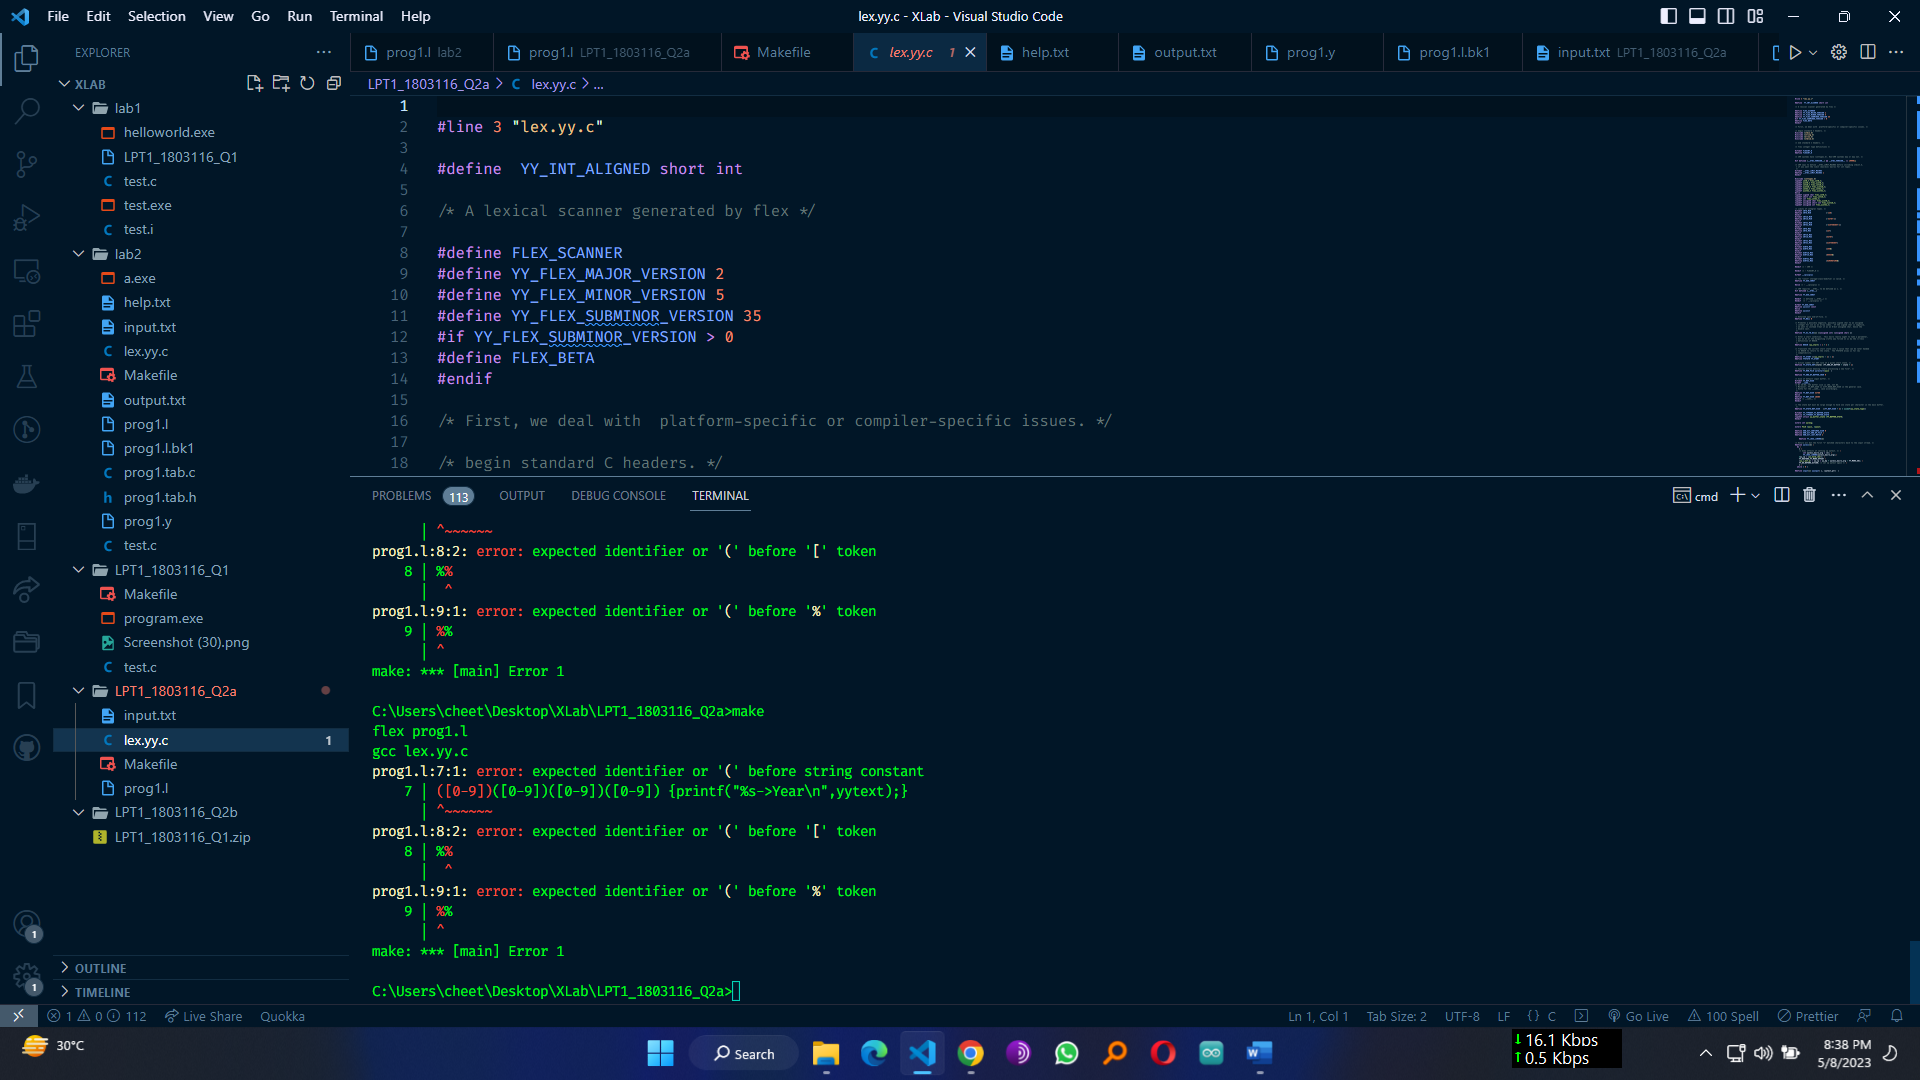 File Edit Selection View Go Run Terminal Help
lex.yy.c - XLab - Visual Studio Code
EXPLORER
prog1.l lab2
prog1.l LPT1_1803116_Q2a
Makefile
lex.yy.c 1
help.txt
output.txt
prog1.y
prog1.l.bk1
input.txt LPT1_1803116_Q2a
XLAB
lab1
helloworld.exe
LPT1_1803116_Q1
test.c
test.exe
test.i
lab2
a.exe
help.txt
input.txt
lex.yy.c
Makefile
output.txt
prog1.l
prog1.l.bk1
prog1.tab.c
prog1.tab.h
prog1.y
test.c
LPT1_1803116_Q1
Makefile
program.exe
Screenshot (30).png
test.c
LPT1_1803116_Q2a
input.txt
lex.yy.c 1
Makefile
prog1.l
LPT1_1803116_Q2b
LPT1_1803116_Q1.zip
OUTLINE
TIMELINE
LPT1_1803116_Q2a > C lex.yy.c > ...
1
2 #line 3 "lex.yy.c"
3
4 #define  YY_INT_ALIGNED short int
5
6 /* A lexical scanner generated by flex */
7
8 #define FLEX_SCANNER
9 #define YY_FLEX_MAJOR_VERSION 2
10 #define YY_FLEX_MINOR_VERSION 5
11 #define YY_FLEX_SUBMINOR_VERSION 35
12 #if YY_FLEX_SUBMINOR_VERSION > 0
13 #define FLEX_BETA
14 #endif
15
16 /* First, we deal with  platform-specific or compiler-specific issues. */
17
18 /* begin standard C headers. */
PROBLEMS 113 OUTPUT DEBUG CONSOLE TERMINAL
cmd
| ^~~~~~~
prog1.l:8:2: error: expected identifier or '(' before '[' token
8 | %%
|  ^
prog1.l:9:1: error: expected identifier or '(' before '%' token
9 | %%
| ^
make: *** [main] Error 1
C:\Users\cheet\Desktop\XLab\LPT1_1803116_Q2a>make
flex prog1.l
gcc lex.yy.c
prog1.l:7:1: error: expected identifier or '(' before string constant
7 | ([0-9])([0-9])([0-9])([0-9]) {printf("%s->Year\n",yytext);}
| ^~~~~~~
prog1.l:8:2: error: expected identifier or '(' before '[' token
8 | %%
|  ^
prog1.l:9:1: error: expected identifier or '(' before '%' token
9 | %%
| ^
make: *** [main] Error 1
C:\Users\cheet\Desktop\XLab\LPT1_1803116_Q2a>
1
1
1 0 112 Live Share Quokka
Ln 1, Col 1 Tab Size: 2 UTF-8 LF {} C Go Live 100 Spell Prettier
30°C
Search
16.1 Kbps
0.5 Kbps
8:38 PM
5/8/2023